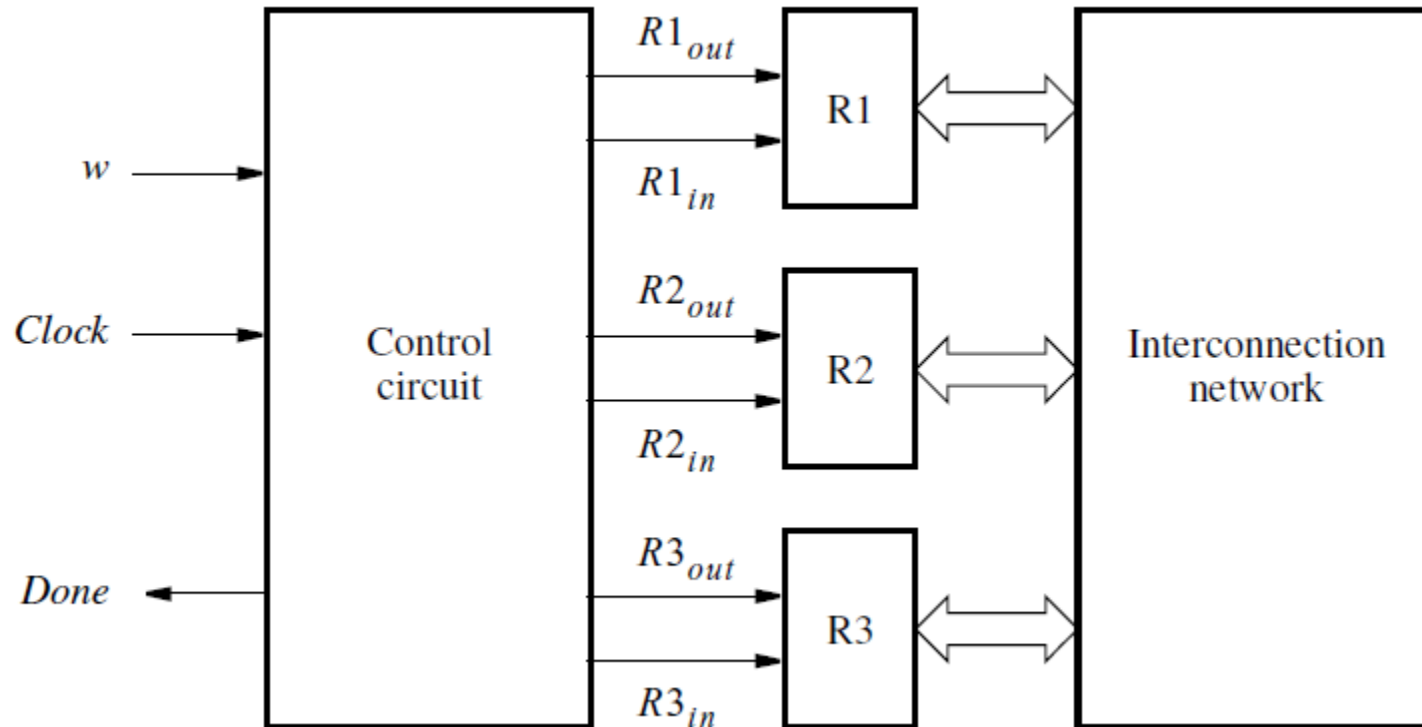 w
Clock
Done
Control
circuit
R1out
R1in
R2out
R2in
R3out
R3in
R1
R2
R3
Interconnection
network